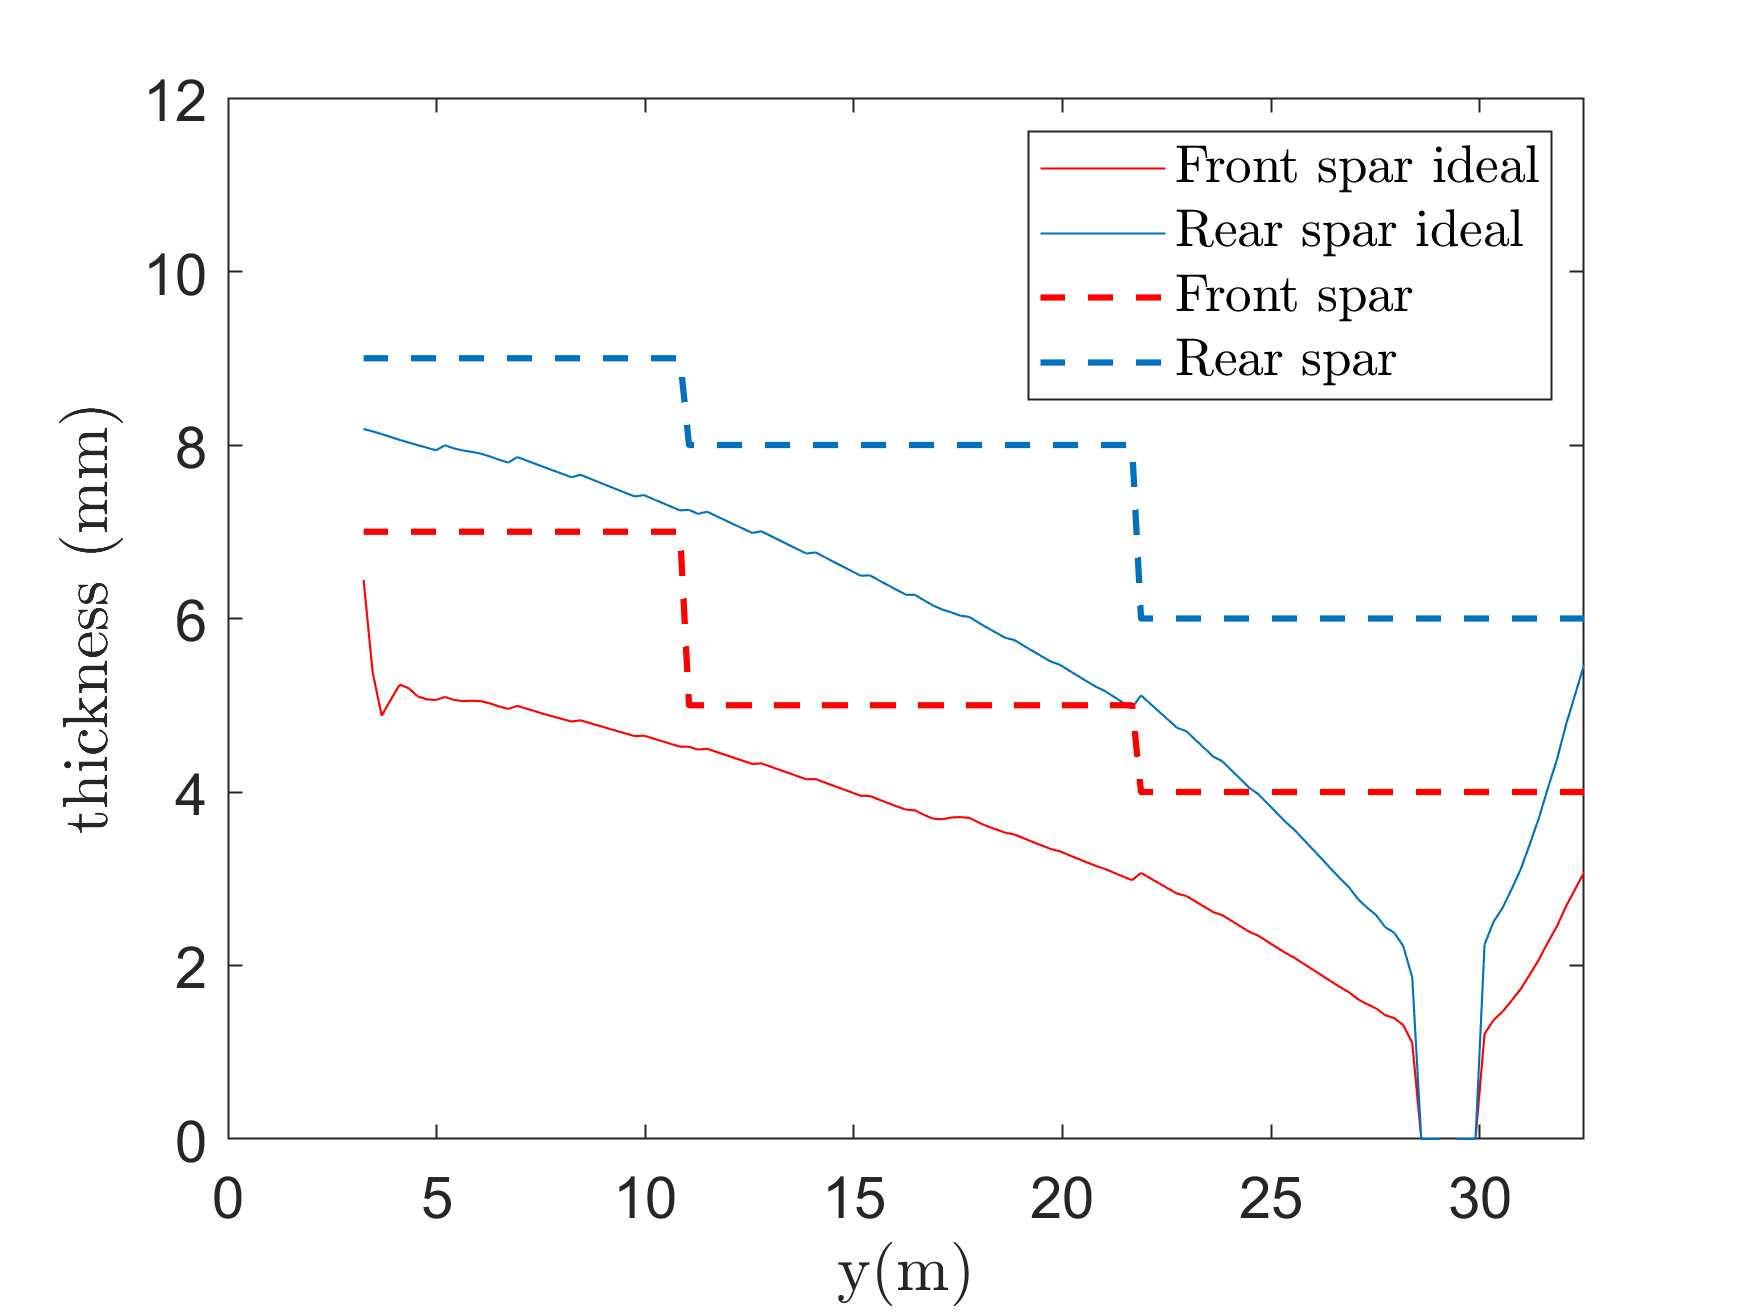 12
10
8
6
4
2
0
thickness (mm)
Front spar ideal
Rear spar ideal
Front spar
Rear spar
0 5 10 15 20 25 30
y(m)